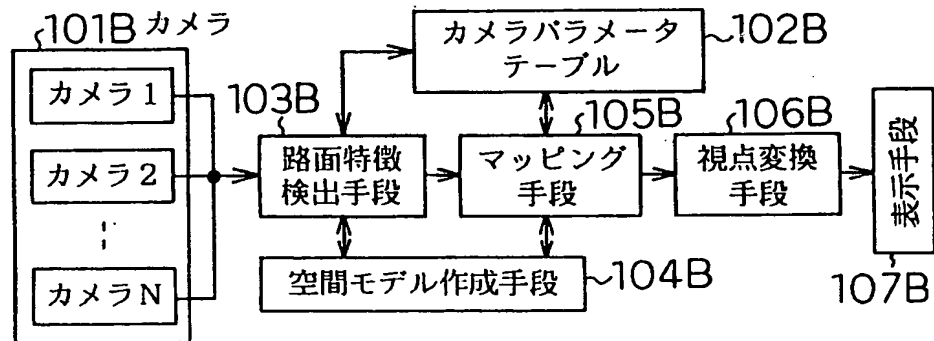 101B カメラ
カメラ1
カメラ2
カメラN
103B
路面特徴
検出手段
カメラパラメータ
テーブル
102B
105B
マッピング
手段
空間モデル作成手段
104B
106B
視点変換
手段
表示手段
107B